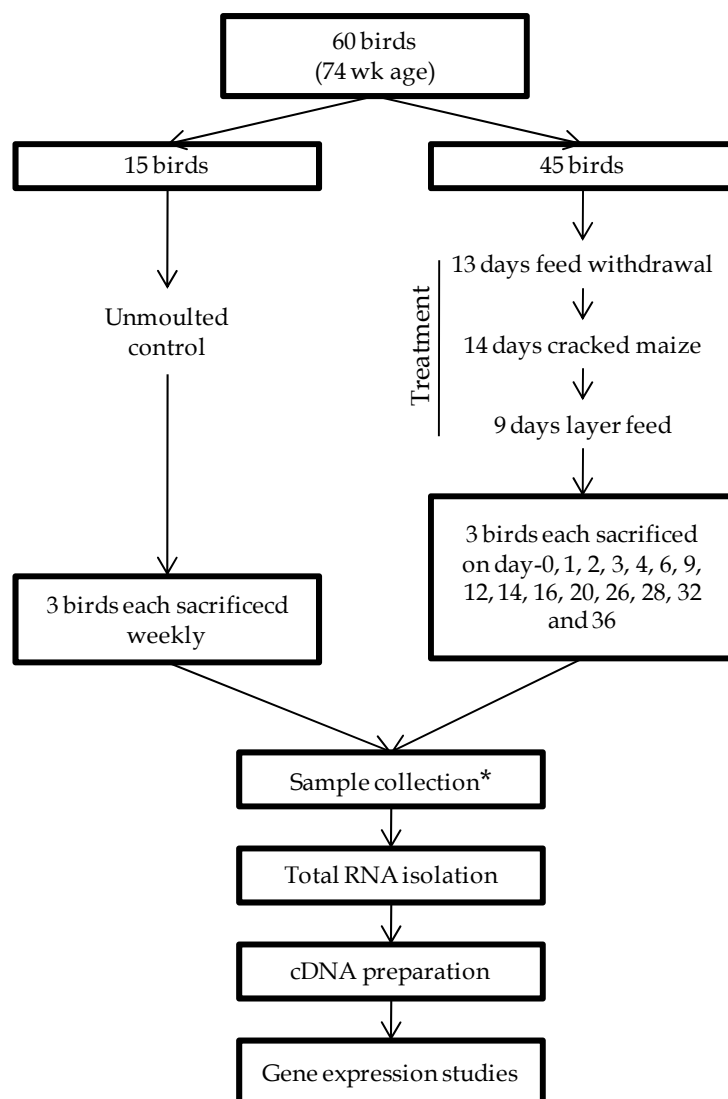 60 birds
(74 wk age)
15 birds
45 birds
Unmoulted
control
Treatment
13 days feed withdrawal
14 days cracked maize
9 days layer feed
3 birds each sacrificecd
weekly
3 birds each sacrificed
on day-0, 1, 2, 3, 4, 6, 9,
12, 14, 16, 20, 26, 28, 32
and 36
Sample collection*
Total RNA isolation
cDNA preparation
Gene expression studies